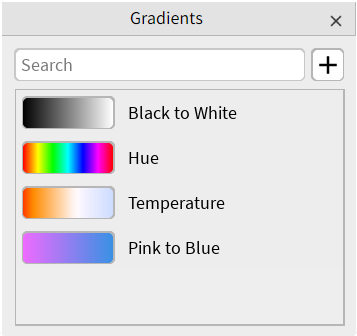 Gradients
Search
Black to White
Hue
Temperature
Pink to Blue